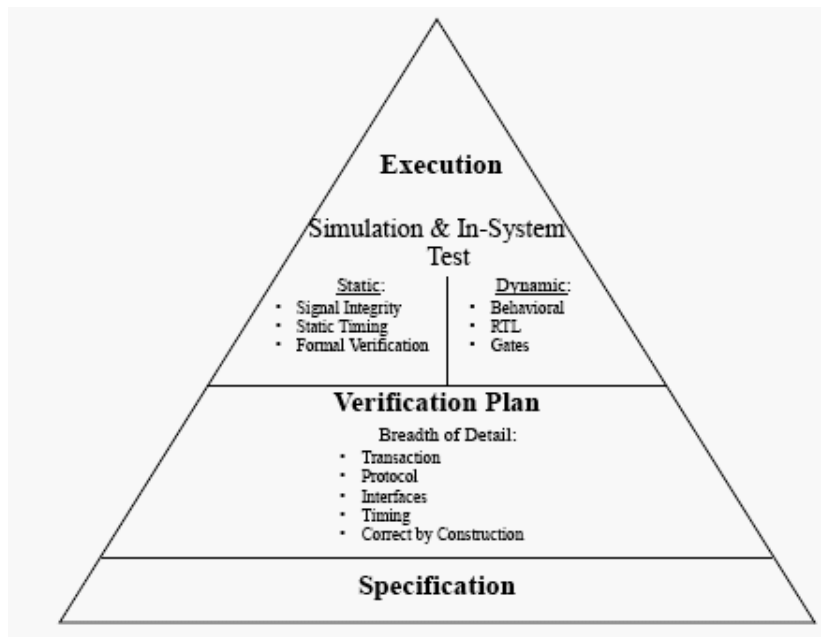 Execution
Simulation & In-System
Test
Static:
▪ Signal Integrity
▪ Static Timing
▪ Formal Verification
Dynamic:
▪ Behavioral
▪ RTL
▪ Gates
Verification Plan
Breadth of Detail:
▪ Transaction
▪ Protocol
▪ Interfaces
▪ Timing
▪ Correct by Construction
Specification